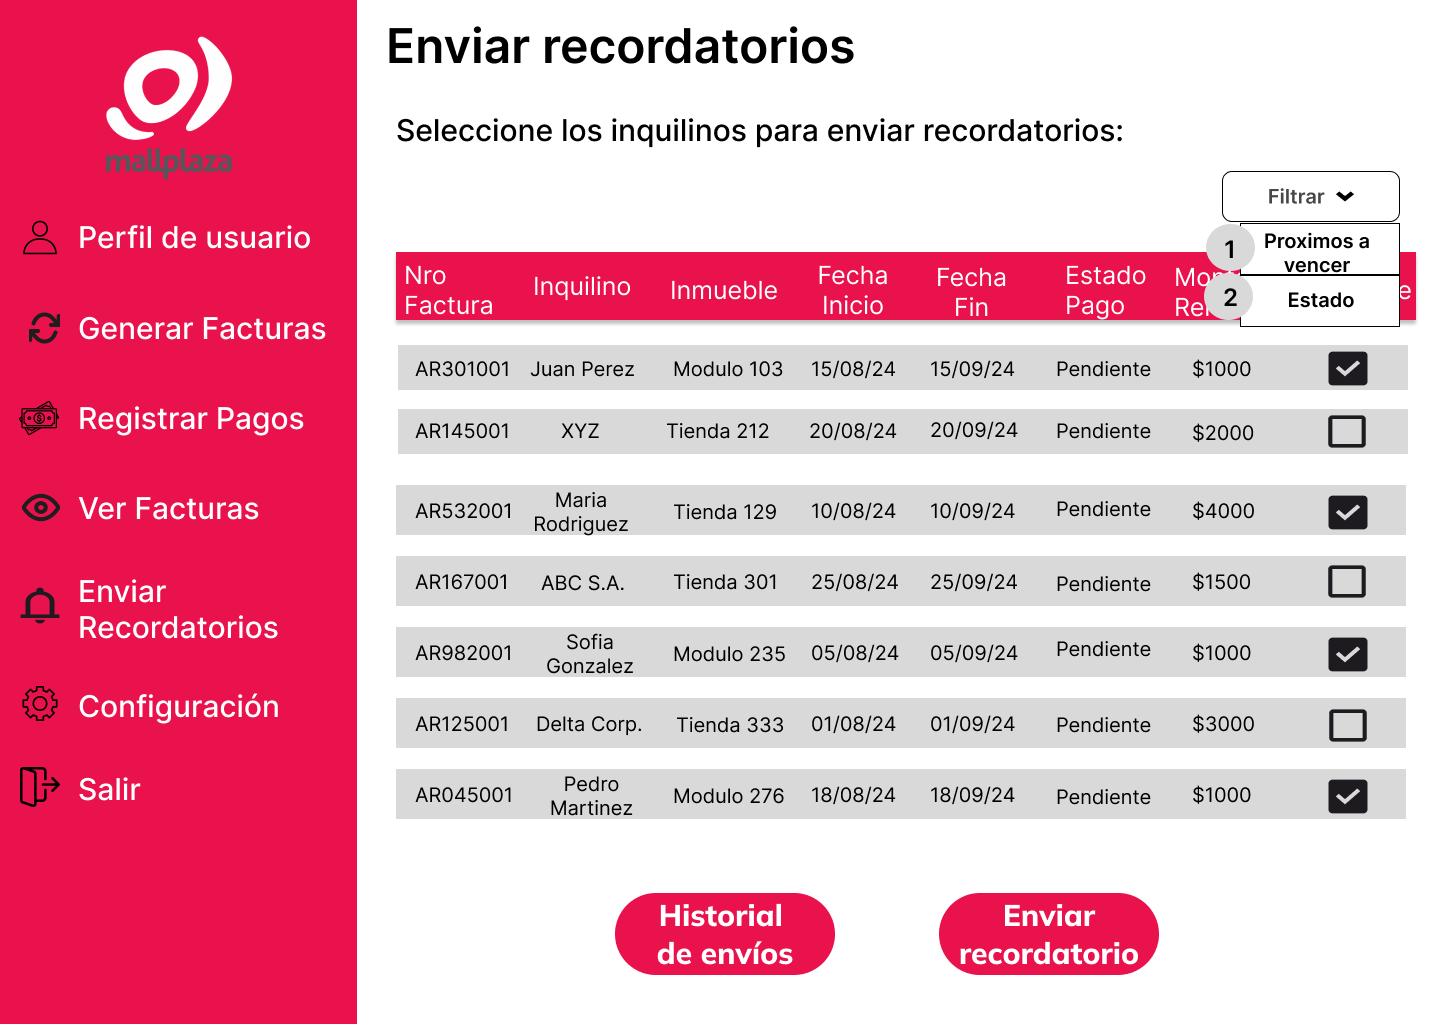 mallplaza
Perfil de usuario
Generar Facturas
Registrar Pagos
Ver Facturas
Enviar
Recordatorios
Configuración
Salir
Enviar recordatorios
Seleccione los inquilinos para enviar recordatorios:
Filtrar
1 Proximos a
vencer
2 Estado
Nro
Factura
Inquilino
Inmueble
Fecha
Inicio
Fecha
Fin
Estado
Pago
AR301001 Juan Perez Modulo 103 15/08/24 15/09/24 Pendiente $1000
AR145001 XYZ Tienda 212 20/08/24 20/09/24 Pendiente $2000
AR532001 Maria Rodriguez Tienda 129 10/08/24 10/09/24 Pendiente $4000
AR167001 ABC S.A. Tienda 301 25/08/24 25/09/24 Pendiente $1500
AR982001 Sofia Gonzalez Modulo 235 05/08/24 05/09/24 Pendiente $1000
AR125001 Delta Corp. Tienda 333 01/08/24 01/09/24 Pendiente $3000
AR045001 Pedro Martinez Modulo 276 18/08/24 18/09/24 Pendiente $1000
Historial
de envíos
Enviar
recordatorio